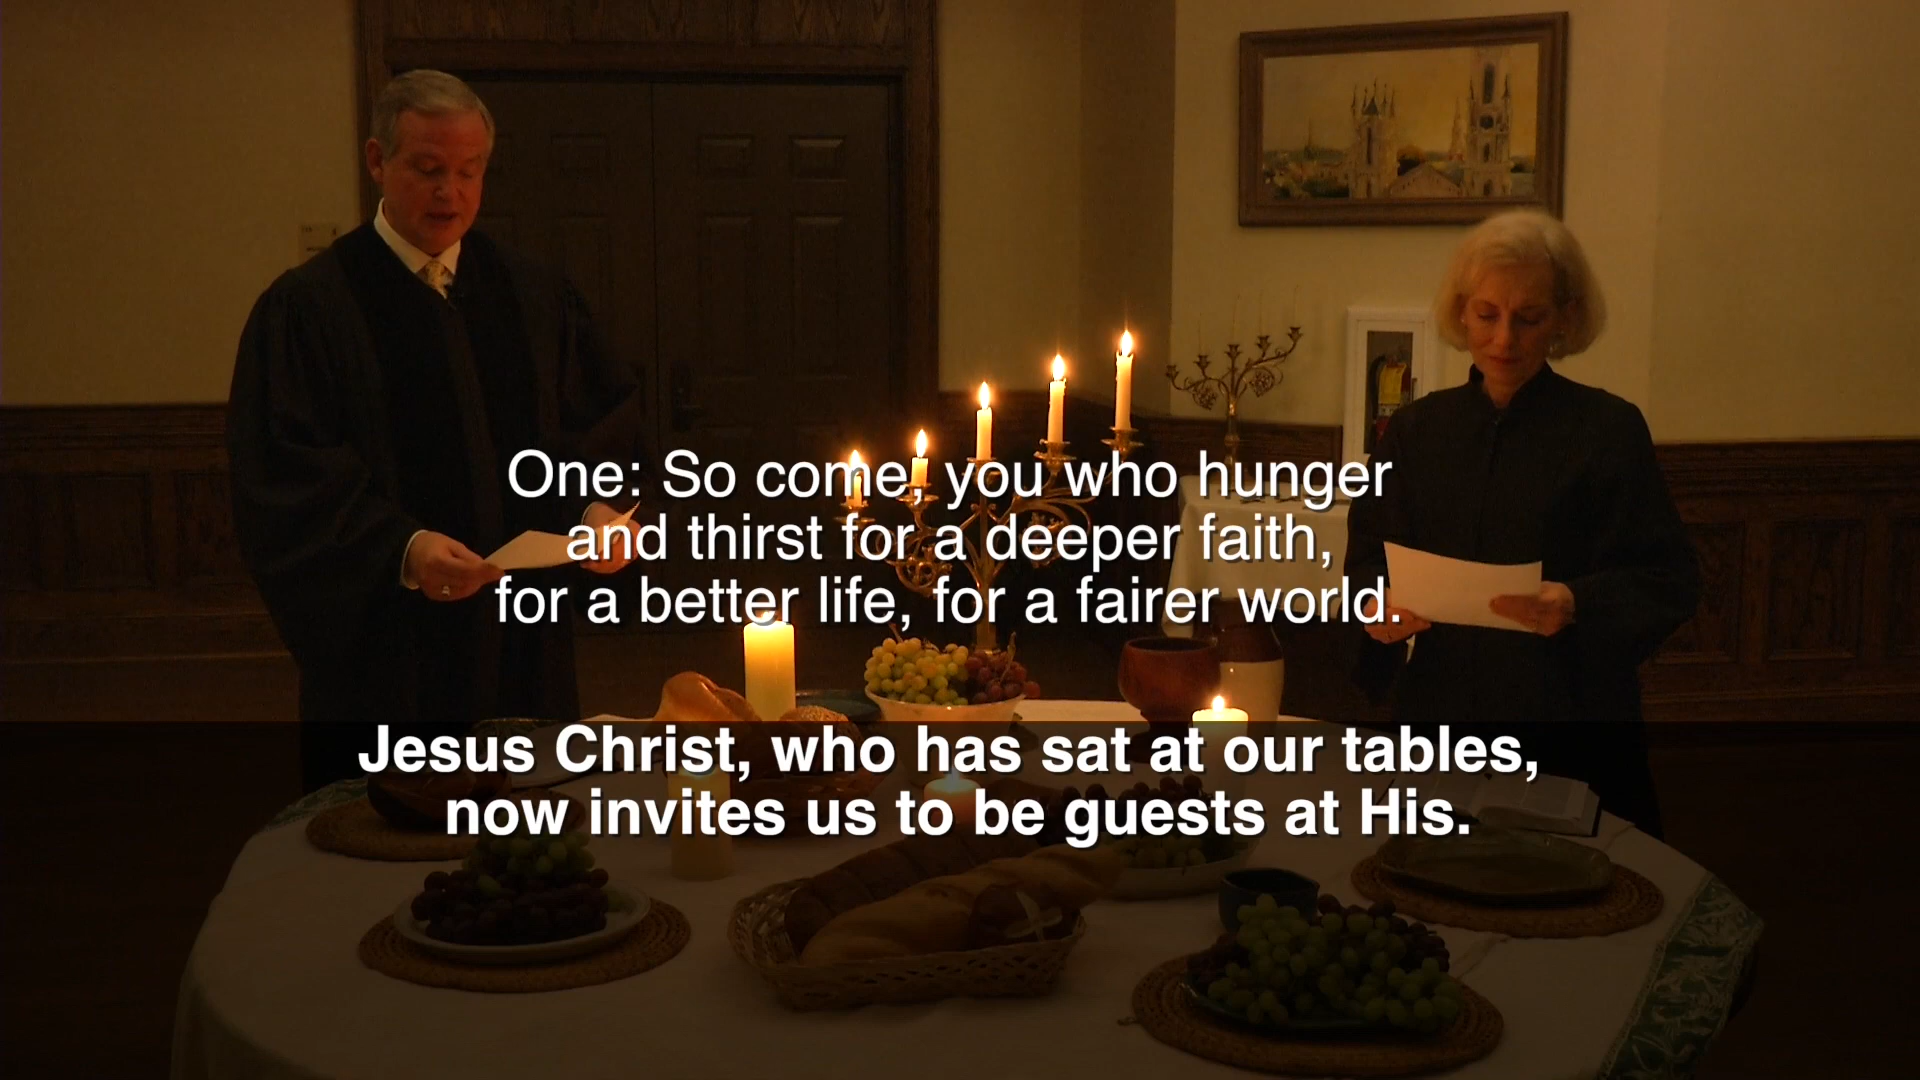 One: So come, you who hunger
and thirst for a deeper faith,
for a better life, for a fairer world.
Jesus Christ, who has sat at our tables,
now invites us to be guests at His.